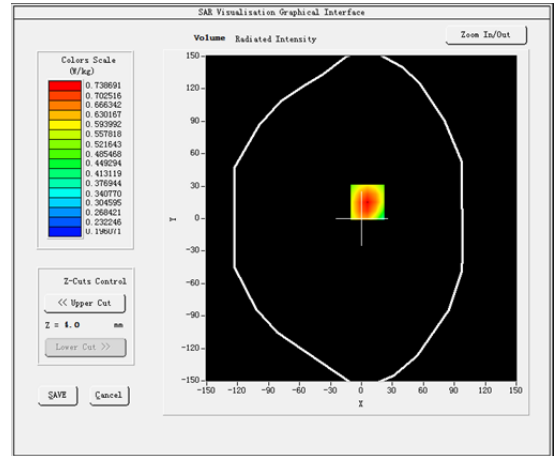 SAR Visualisation Graphical Interface
Volume Radiated Intensity
Zoom In/Out
Colors Scale
(W/kg)
0.738691
0.702516
0.666342
0.630167
0.593992
0.557818
0.521643
0.485468
0.449294
0.413119
0.376944
0.340770
0.304595
0.268421
0.232246
0.196071
150
120
90
60
30
0
-30
-60
-90
-120
-150
Y
-150 -120 -90 -60 -30 0 30 60 90 120 150
X
Z-Cuts Control
<< Upper Cut
Z = 4.0 mm
Lower Cut >>
SAVE Cancel